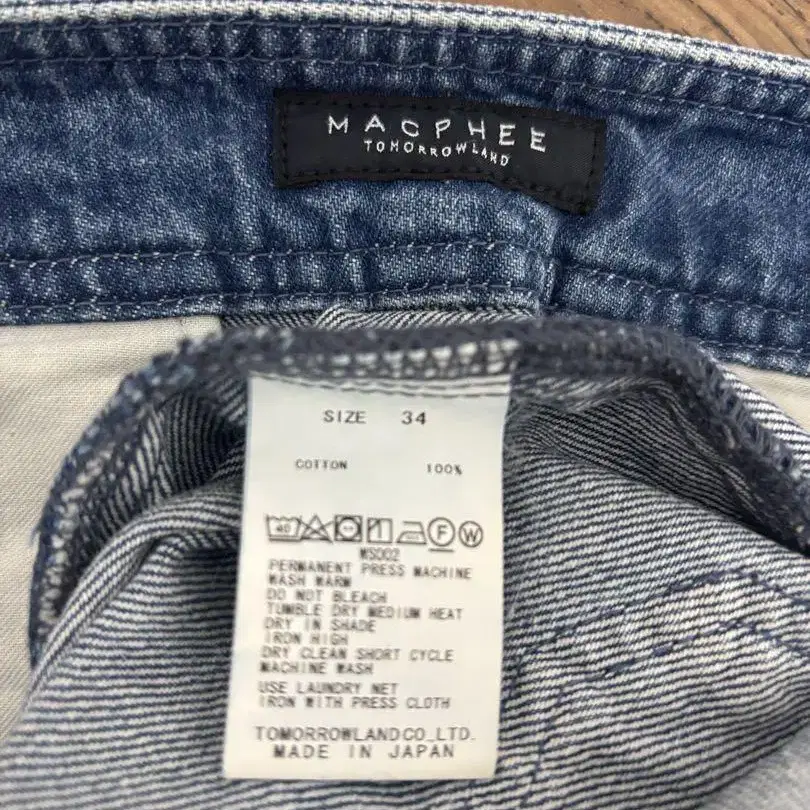 MACPHEE
TOMORROWLAND
SIZE 34
COTTON 100%
40 F W
WS002
PERMANENT PRESS MACHINE
WASH WARM
DO NOT BLEACH
TUMBLE DRY MEDIUM HEAT
DRY IN SHADE
IRON HIGH
DRY CLEAN SHORT CYCLE
MACHINE WASH
USE LAUNDRY NET
IRON WITH PRESS CLOTH
TOMORROWLAND CO.,LTD.
MADE IN JAPAN